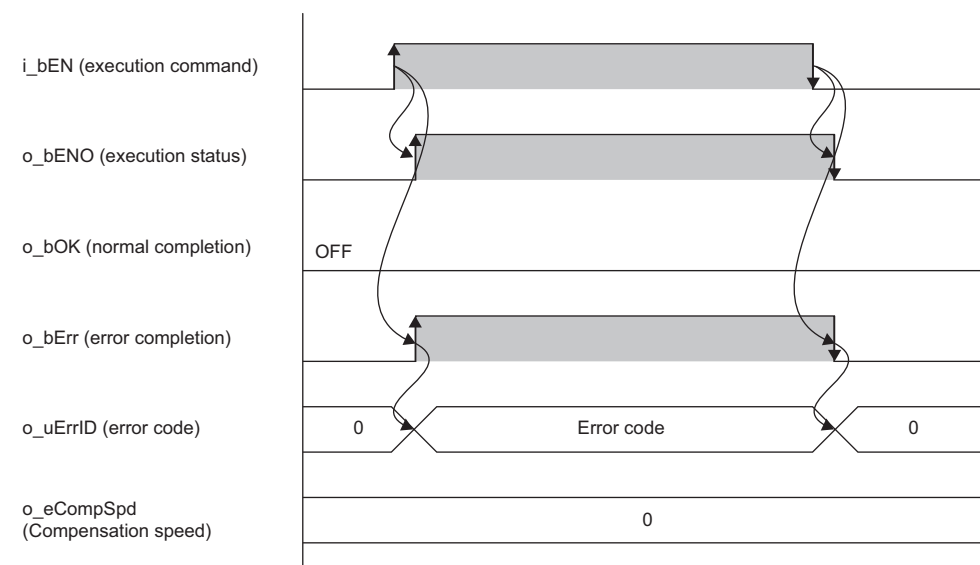 i_bEN (execution command)
o_bENO (execution status)
o_bOK (normal completion)
OFF
o_bErr (error completion)
o_uErrID (error code)
0
Error code
0
o_eCompSpd
(Compensation speed)
0